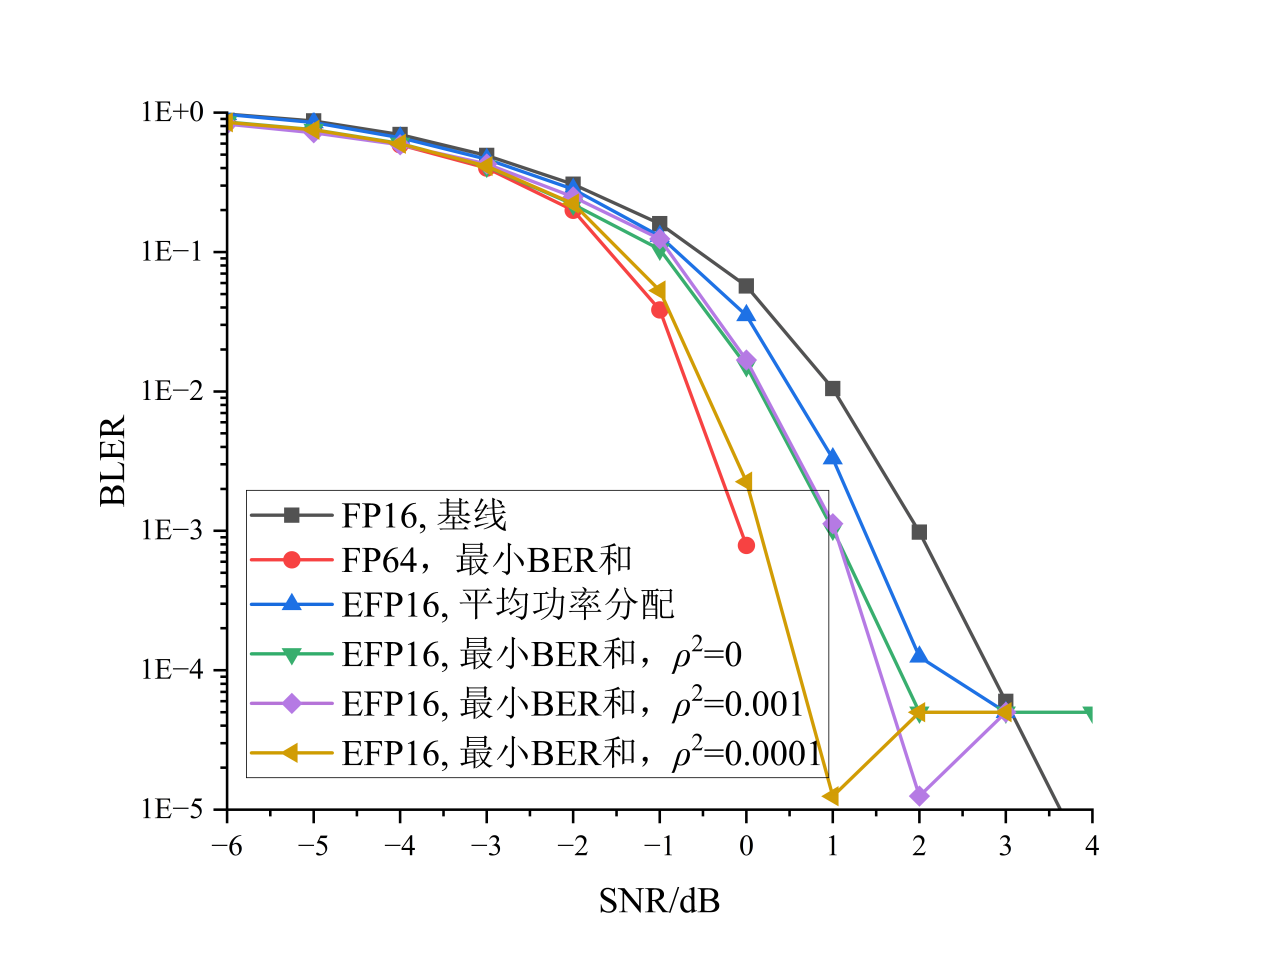 1E+0
1E−1
1E−2
1E−3
1E−4
1E−5
BLER
FP16, 基线
FP64，最小BER和
EFP16, 平均功率分配
EFP16, 最小BER和，ρ²=0
EFP16, 最小BER和，ρ²=0.001
EFP16, 最小BER和，ρ²=0.0001
−6 −5 −4 −3 −2 −1 0 1 2 3 4
SNR/dB